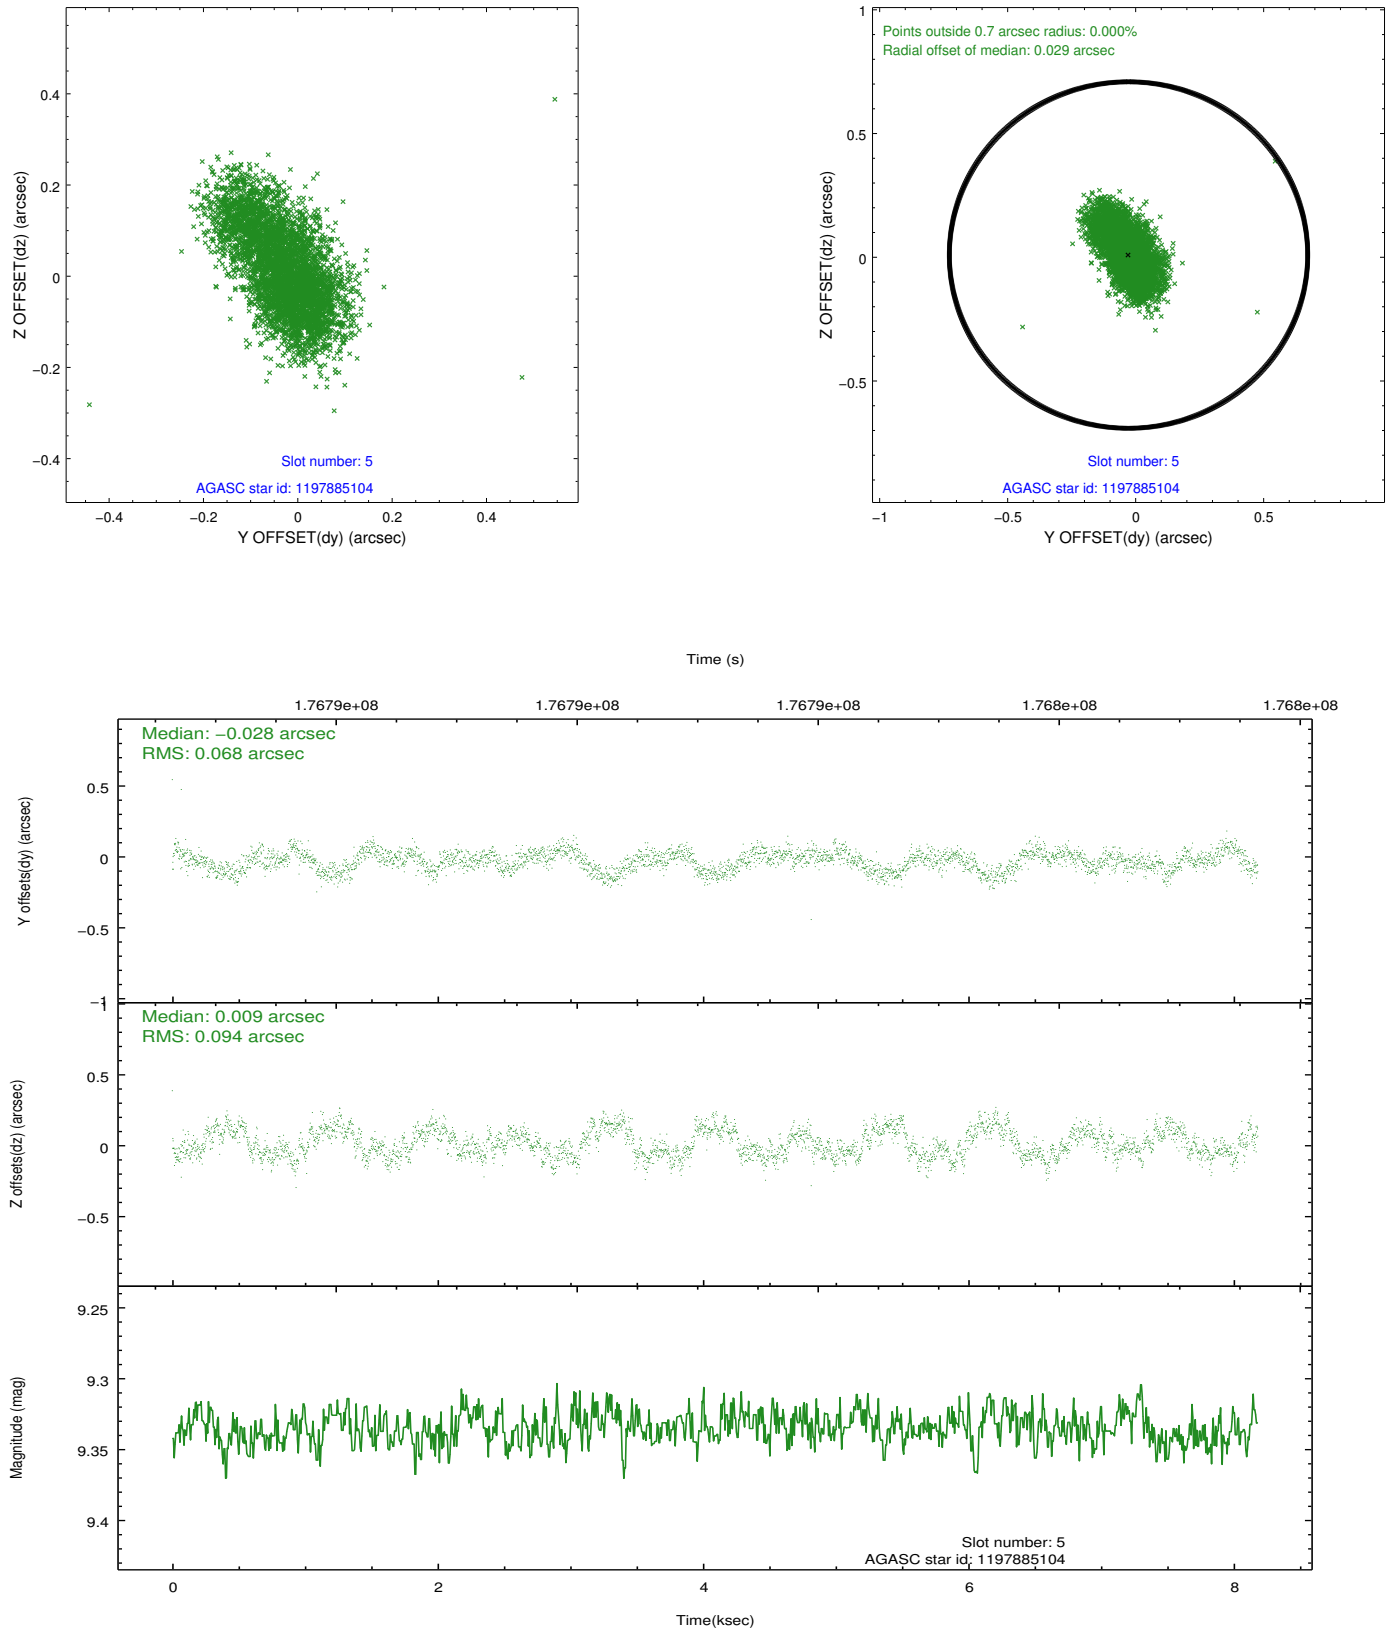 0.4
0.2
0
−0.2
−0.4
Z OFFSET(dz) (arcsec)
Slot number: 5
AGASC star id: 1197885104
−0.4
−0.2
0
0.2
0.4
Y OFFSET(dy) (arcsec)
Points outside 0.7 arcsec radius: 0.000%
Radial offset of median: 0.029 arcsec
1
0.5
0
−0.5
Z OFFSET(dz) (arcsec)
Slot number: 5
AGASC star id: 1197885104
−1
−0.5
0
0.5
Y OFFSET(dy) (arcsec)
Time (s)
1.7679e+08
1.7679e+08
1.7679e+08
1.768e+08
1.768e+08
Median: −0.028 arcsec
RMS: 0.068 arcsec
0.5
0
−0.5
−1
Y offsets(dy) (arcsec)
Median: 0.009 arcsec
RMS: 0.094 arcsec
1
0.5
0
−0.5
Z offsets(dz) (arcsec)
9.25
9.3
9.35
9.4
Magnitude (mag)
Slot number: 5
AGASC star id: 1197885104
0
2
4
6
8
Time(ksec)